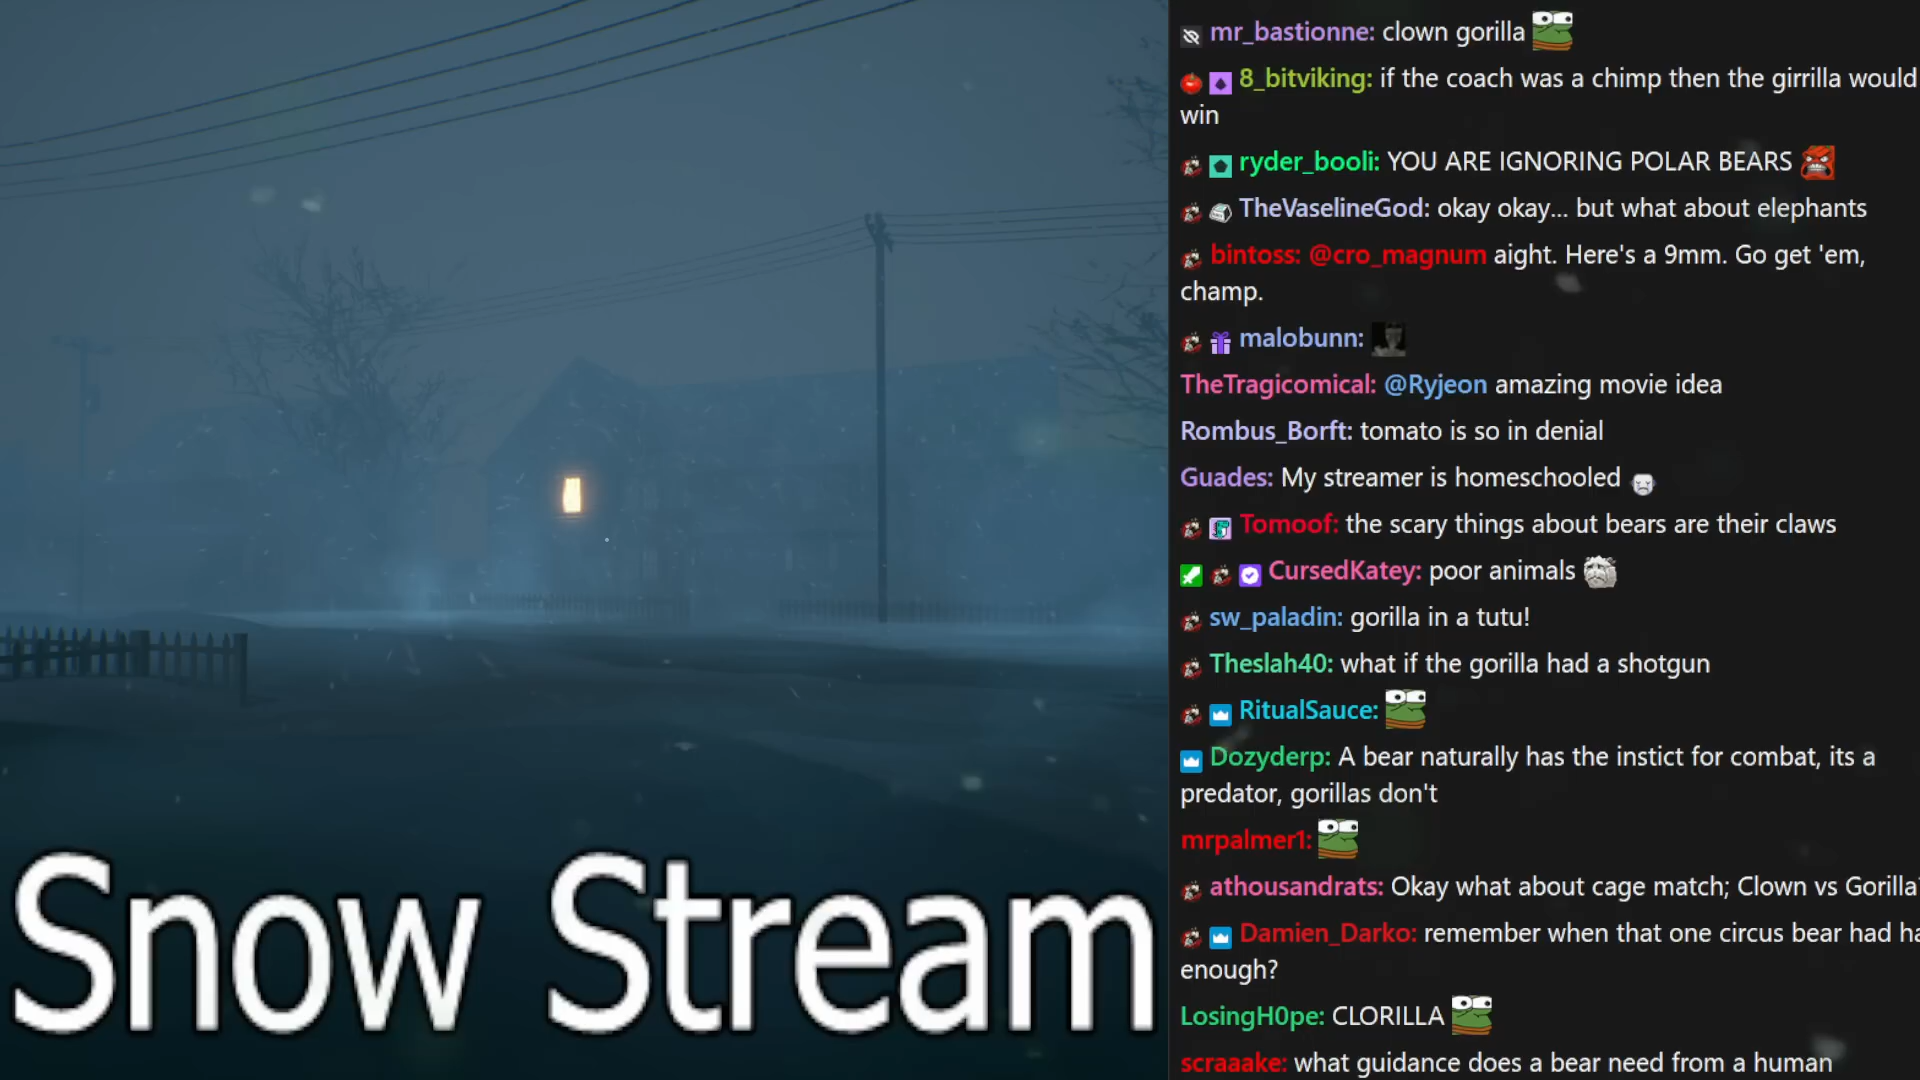 mr_bastionne: clown gorilla
8_bitviking: if the coach was a chimp then the girrilla would
win
ryder_booli: YOU ARE IGNORING POLAR BEARS
TheVaselineGod: okay okay... but what about elephants
bintoss: @cro_magnum aight. Here's a 9mm. Go get 'em,
champ.
malobunn:
TheTragicomical: @Ryjeon amazing movie idea
Rombus_Borft: tomato is so in denial
Guades: My streamer is homeschooled
Tomoof: the scary things about bears are their claws
CursedKatey: poor animals
sw_paladin: gorilla in a tutu!
Theslah40: what if the gorilla had a shotgun
RitualSauce:
Dozyderp: A bear naturally has the instict for combat, its a
predator, gorillas don't
mrpalmer1:
athousandrats: Okay what about cage match; Clown vs Gorilla
Damien_Darko: remember when that one circus bear had ha
enough?
LosingH0pe: CLORILLA
scraaake: what guidance does a bear need from a human
Snow Stream